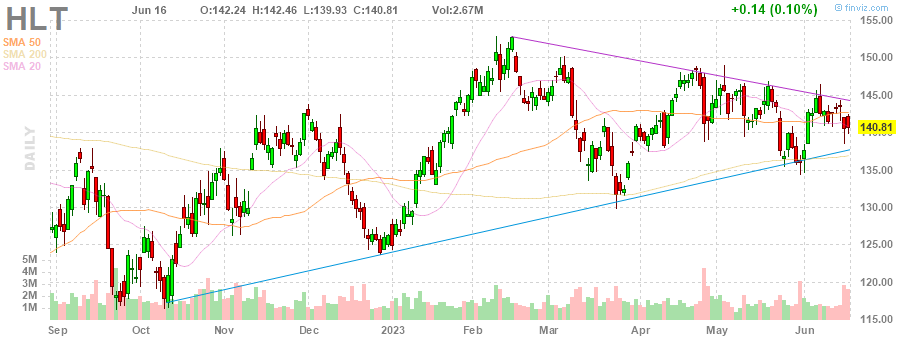 HLT Jun 16 O:142.24 H:142.46 L:139.93 C:140.81 Vol:2.67M +0.14 (0.10%) © finviz.com
SMA 50
SMA 200
SMA 20
DAILY
155.00
150.00
145.00
140.00
140.81
135.00
130.00
125.00
120.00
115.00
5M
4M
3M
2M
1M
Sep Oct Nov Dec 2023 Feb Mar Apr May Jun